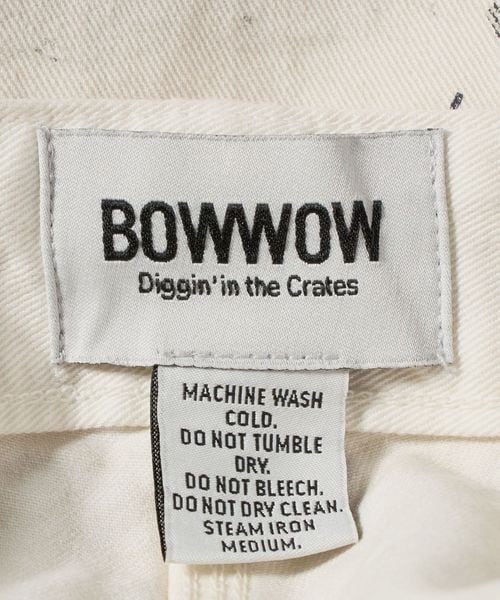 BOWWOW
Diggin' in the Crates
MACHINE WASH
COLD.
DO NOT TUMBLE
DRY.
DO NOT BLEECH.
DO NOT DRY CLEAN.
STEAM IRON
MEDIUM.